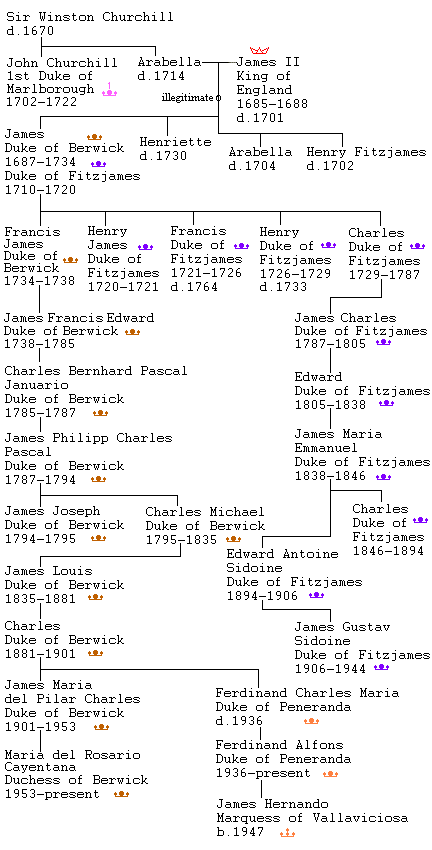 Sir Winston Churchill
d.1670
John Churchill
1st Duke of
Marlborough
1702-1722
Arabella
d.1714
James II
King of
England
1685-1688
d.1701
illegitimate
James
Duke of Berwick
1687-1734
Duke of Fitzjames
1710-1720
Henriette
d.1730
Arabella
d.1704
Henry Fitzjames
d.1702
Francis
James
Duke of
Berwick
1734-1738
Henry
James
Duke of
Fitzjames
1720-1721
Francis
Duke of
Fitzjames
1721-1726
d.1764
Henry
Duke of
Fitzjames
1726-1729
d.1733
Charles
Duke of
Fitzjames
1729-1787
James Francis Edward
Duke of Berwick
1738-1785
James Charles
Duke of Fitzjames
1787-1805
Charles Bernhard Pascal
Januario
Duke of Berwick
1785-1787
Edward
Duke of Fitzjames
1805-1838
James Philipp Charles
Pascal
Duke of Berwick
1787-1794
James Maria
Emmanuel
Duke of Fitzjames
1838-1846
James Joseph
Duke of Berwick
1794-1795
Charles Michael
Duke of Berwick
1795-1835
Charles
Duke of
Fitzjames
1846-1894
Edward Antoine
Sidoine
Duke of Fitzjames
1894-1906
James Louis
Duke of Berwick
1835-1881
James Gustav
Sidoine
Duke of Fitzjames
1906-1944
Charles
Duke of Berwick
1881-1901
James Maria
del Pilar Charles
Duke of Berwick
1901-1953
Ferdinand Charles Maria
Duke of Peneranda
d.1936
Maria del Rosario
Cayentana
Duchess of Berwick
1953-present
Ferdinand Alfons
Duke of Peneranda
1936-present
James Hernando
Marquess of Vallaviciosa
b.1947